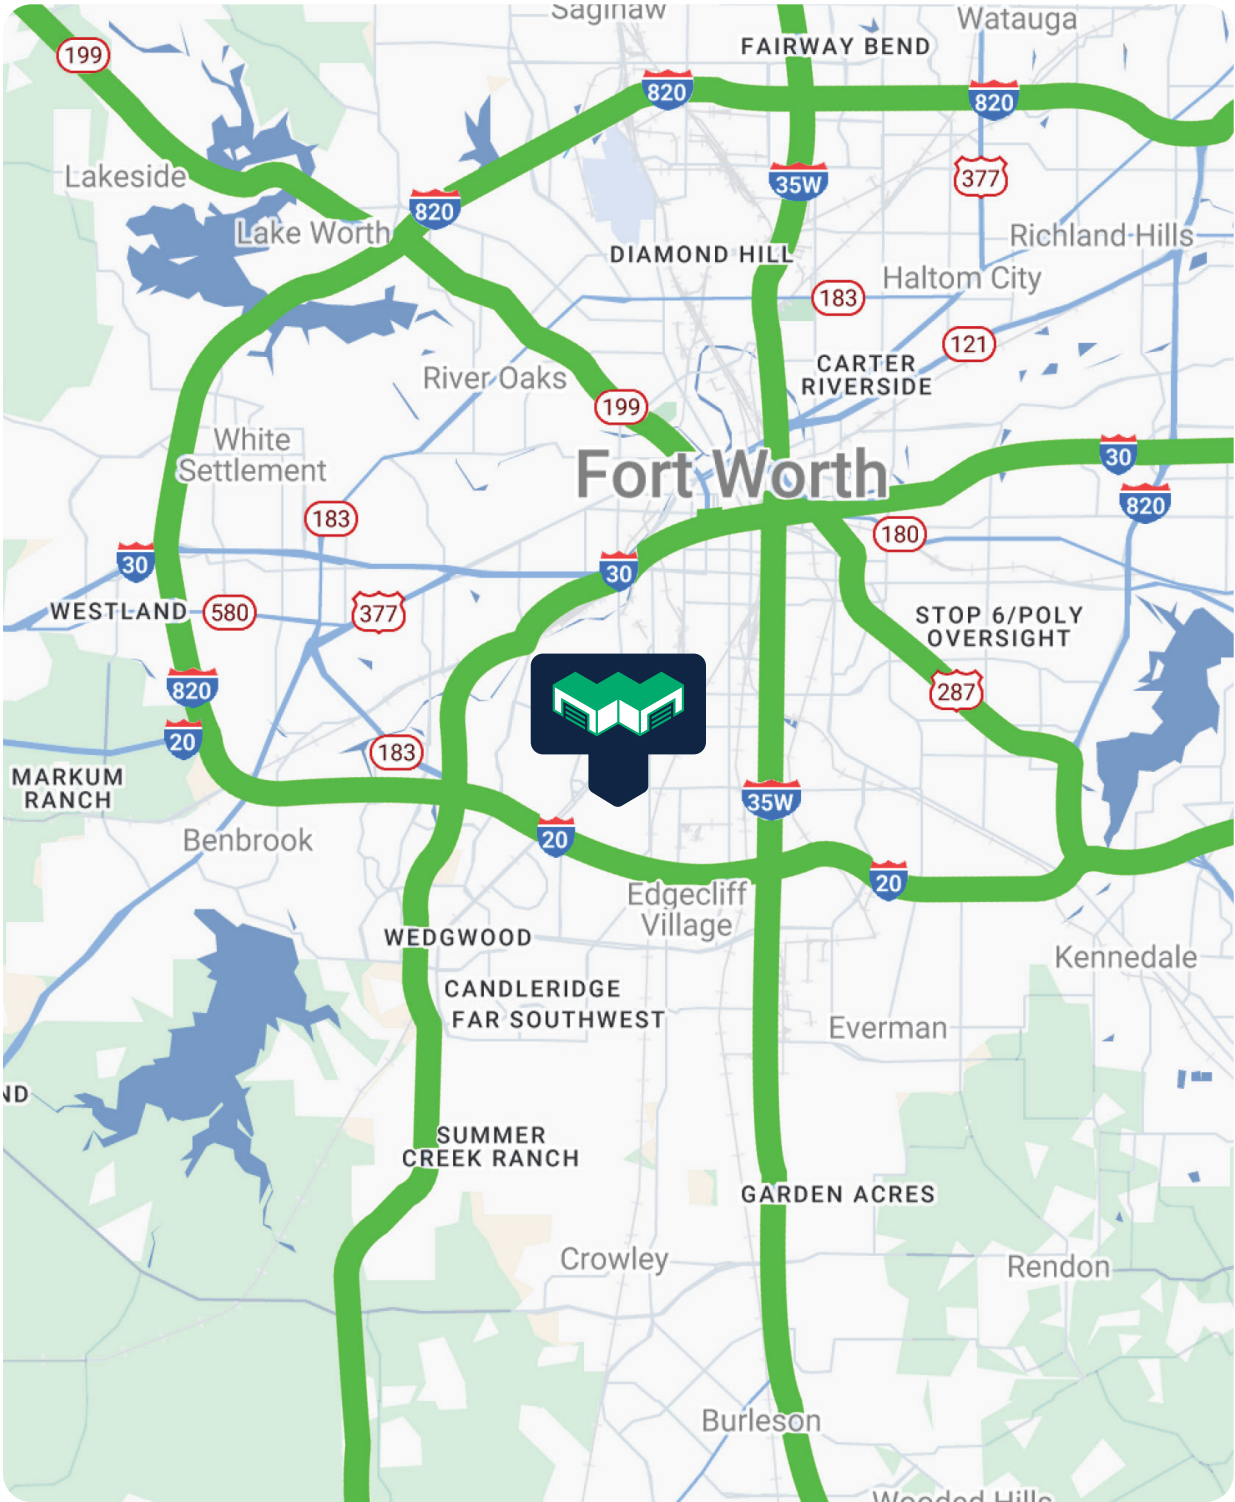 Saginaw
Watauga
FAIRWAY BEND
199
820
820
Lakeside
35W
377
820
Lake Worth
Richland Hills
DIAMOND HILL
Haltom City
183
121
CARTER
RIVERSIDE
River Oaks
199
White
Settlement
Fort Worth
30
820
183
180
30
30
WESTLAND
580
377
STOP 6/POLY
OVERSIGHT
820
287
20
183
MARKUM
RANCH
35W
Benbrook
20
20
Edgecliff
Village
WEDGWOOD
Kennedale
CANDLERIDGE
FAR SOUTHWEST
Everman
ND
SUMMER
CREEK RANCH
GARDEN ACRES
Crowley
Rendon
Burleson
Wooded Hills